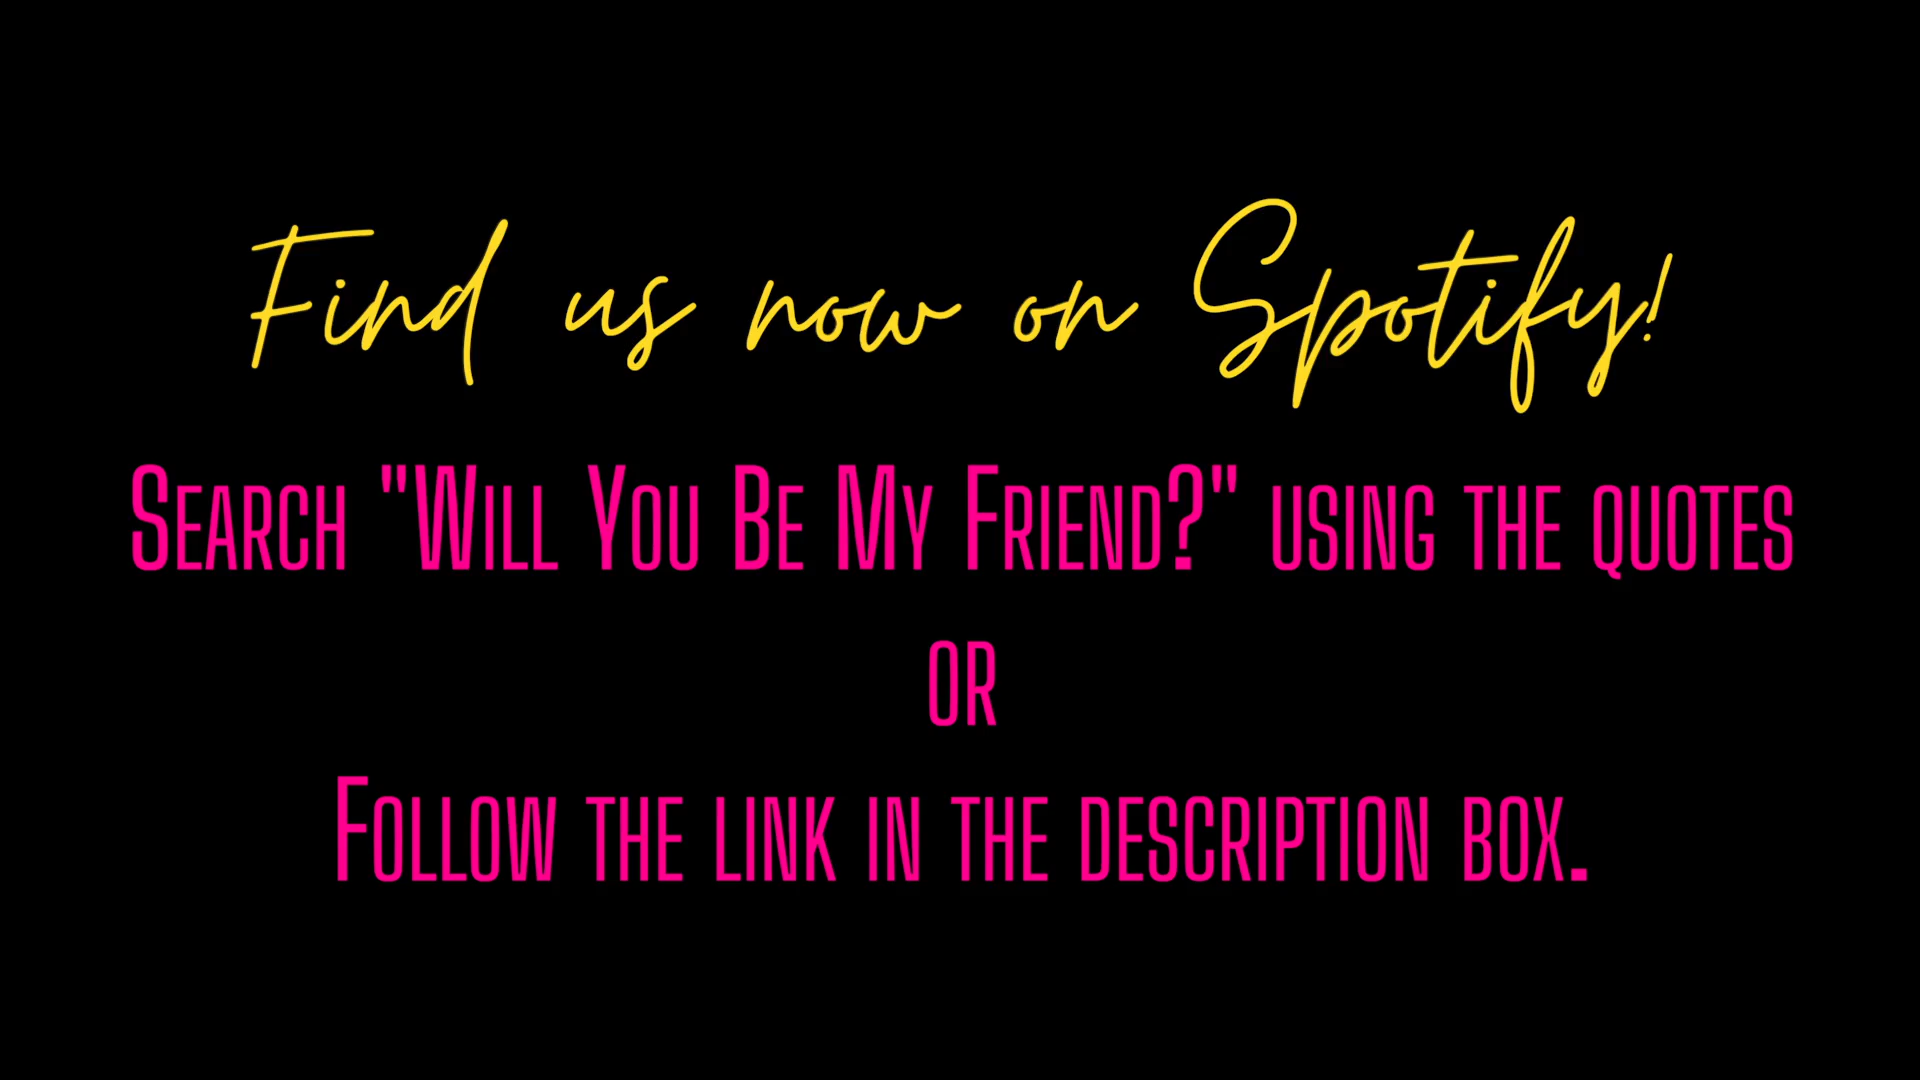 Find us now on Spotify!
Search "Will You Be My Friend?" using the quotes
or
Follow the link in the description box.